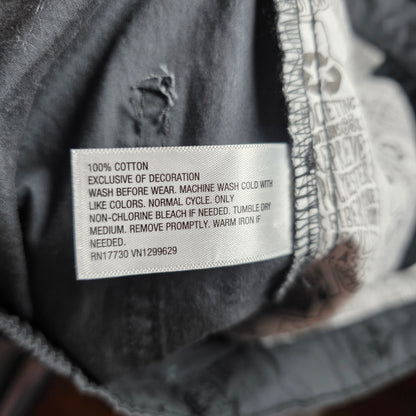 100% COTTON
EXCLUSIVE OF DECORATION
WASH BEFORE WEAR. MACHINE WASH COLD WITH
LIKE COLORS. NORMAL CYCLE. ONLY
NON-CHLORINE BLEACH IF NEEDED. TUMBLE DRY
MEDIUM. REMOVE PROMPTLY. WARM IRON IF
NEEDED.
RN17730 VN1299629